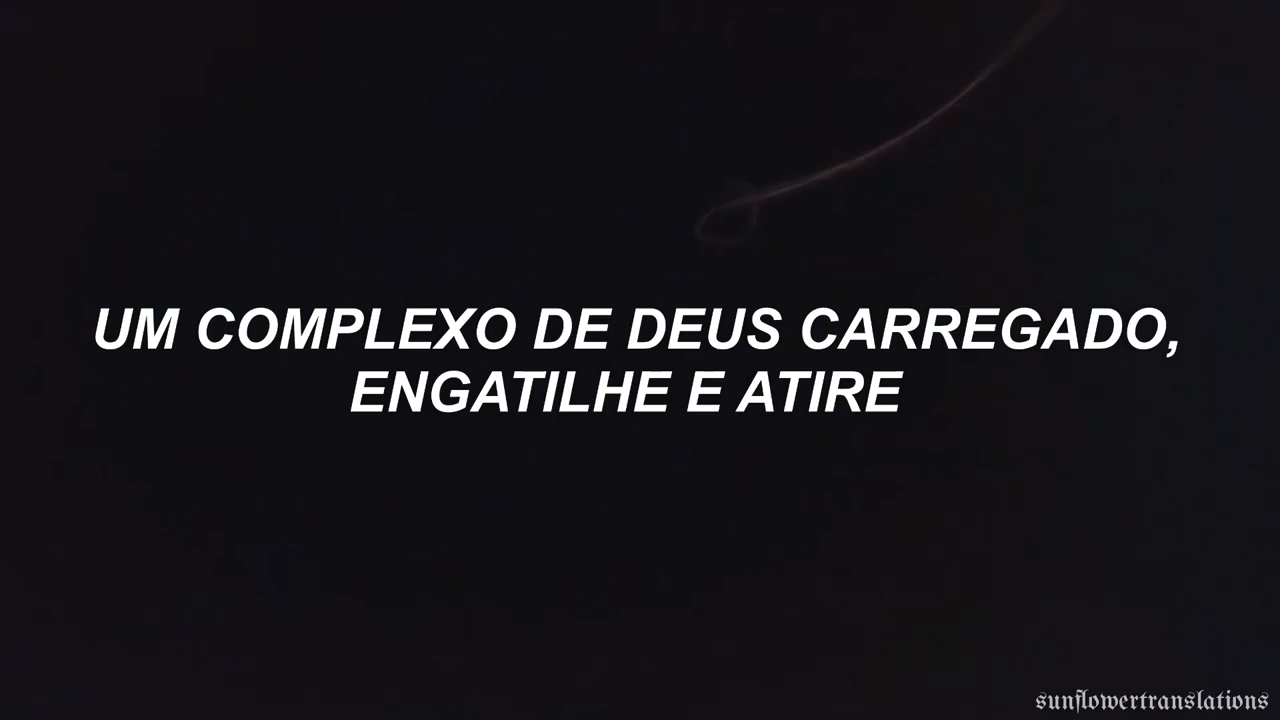 UM COMPLEXO DE DEUS CARREGADO,
ENGATILHE E ATIRE
sunflowertranslations